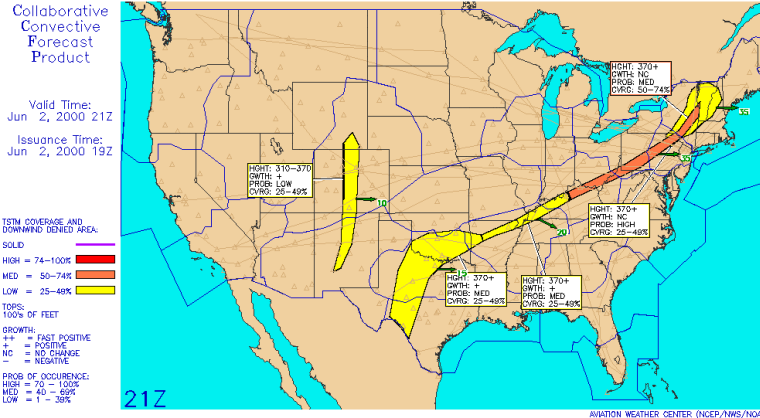 Collaborative
Convective
Forecast
Product
Valid Time:
Jun 2, 2000 21Z
Issuance Time:
Jun 2, 2000 19Z
TSTM COVERAGE AND
DOWNWIND DENIED AREA:
SOLID
HIGH = 74-100%
MED = 50-74%
LOW = 25-49%
TOPS:
100's OF FEET
GROWTH:
++ = FAST POSITIVE
+ = POSITIVE
NC = NO CHANGE
- = NEGATIVE
PROB OF OCCURENCE:
HIGH = 70 - 100%
MED = 40 - 69%
LOW = 1 - 39%
HGHT: 370+
GWTH: NC
PROB: MED
CVRG: 50-74%
35
35
HGHT: 310-370
GWTH: +
PROB: LOW
CVRG: 25-49%
10
HGHT: 370+
GWTH: NC
PROB: HIGH
CVRG: 25-49%
20
15
HGHT: 370+
GWTH: +
PROB: MED
CVRG: 25-49%
HGHT: 370+
GWTH: +
PROB: MED
CVRG: 25-49%
21Z
AVIATION WEATHER CENTER (NCEP/NWS/NOA